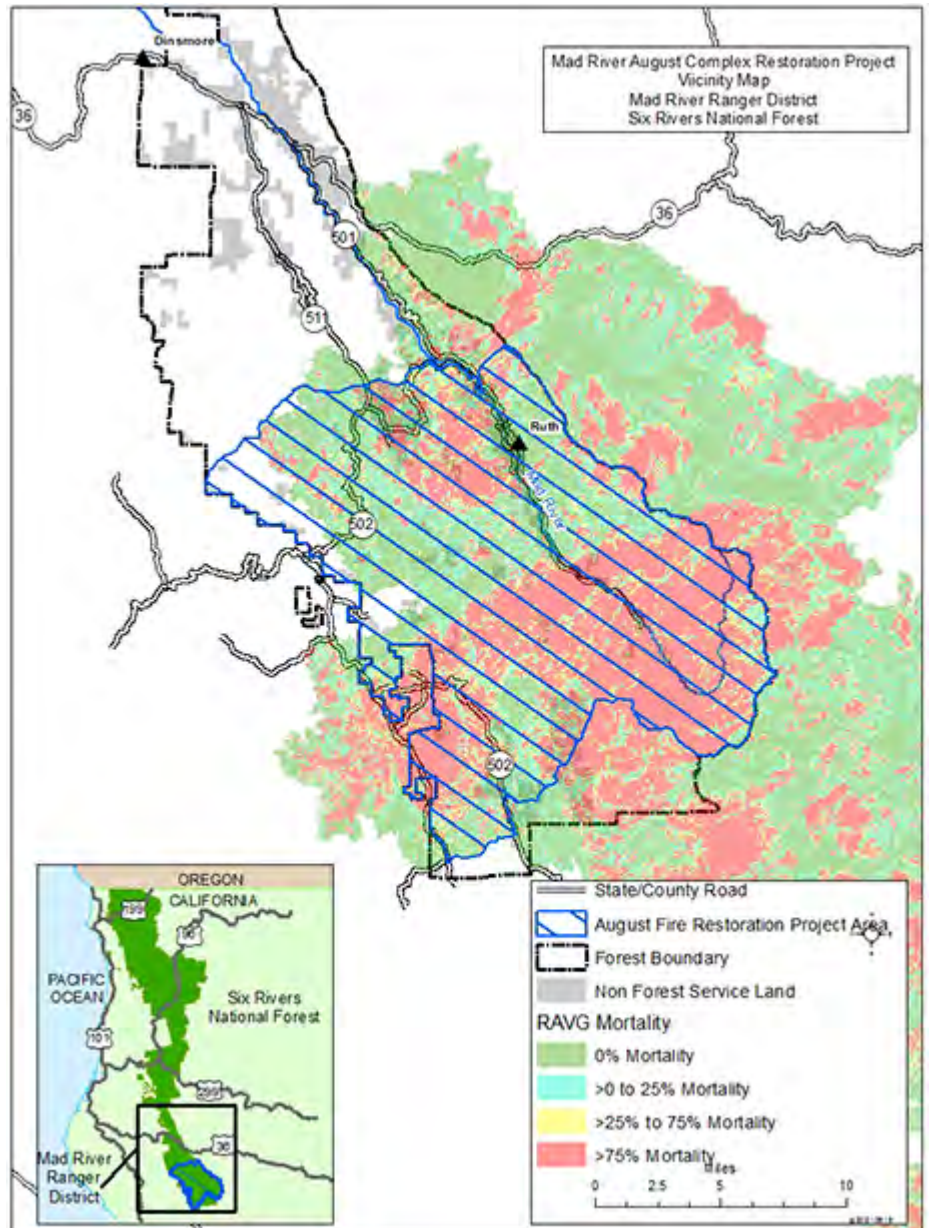 Dinsmore
Mad River August Complex Restoration Project
Vicinity Map
Mad River Ranger District
Six Rivers National Forest
36
36
501
511
Ruth
Mad River
502
502
OREGON
CALIFORNIA
199
96
PACIFIC
OCEAN
Six Rivers
National Forest
101
299
36
Mad River
Ranger
District
State/County Road
August Fire Restoration Project Area
Forest Boundary
Non Forest Service Land
RAVG Mortality
0% Mortality
>0 to 25% Mortality
>25% to 75% Mortality
>75% Mortality
Miles
0 2.5 5 10